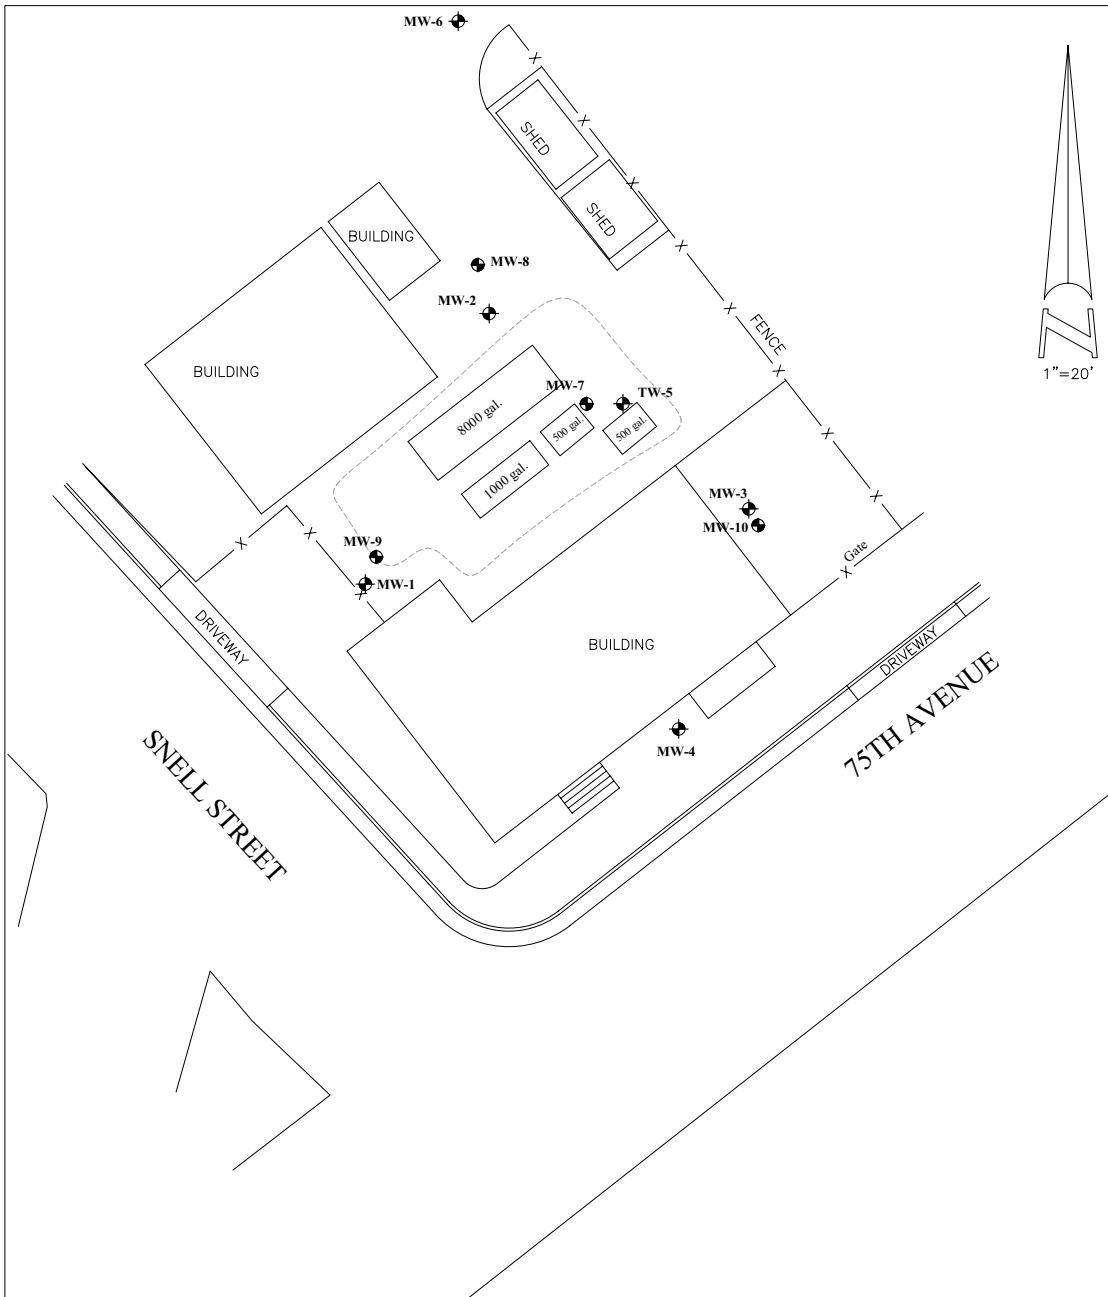 MW-6
SHED
SHED
BUILDING
MW-8
MW-2
FENCE
1"=20'
N
BUILDING
MW-7
TW-5
8000 gal.
500 gal.
500 gal.
1000 gal.
MW-3
MW-10
Gate
MW-9
MW-1
DRIVEWAY
BUILDING
DRIVEWAY
75TH AVENUE
MW-4
SNELL STREET
X
X
X
X
X
X
X
X
X
X
X
X
X